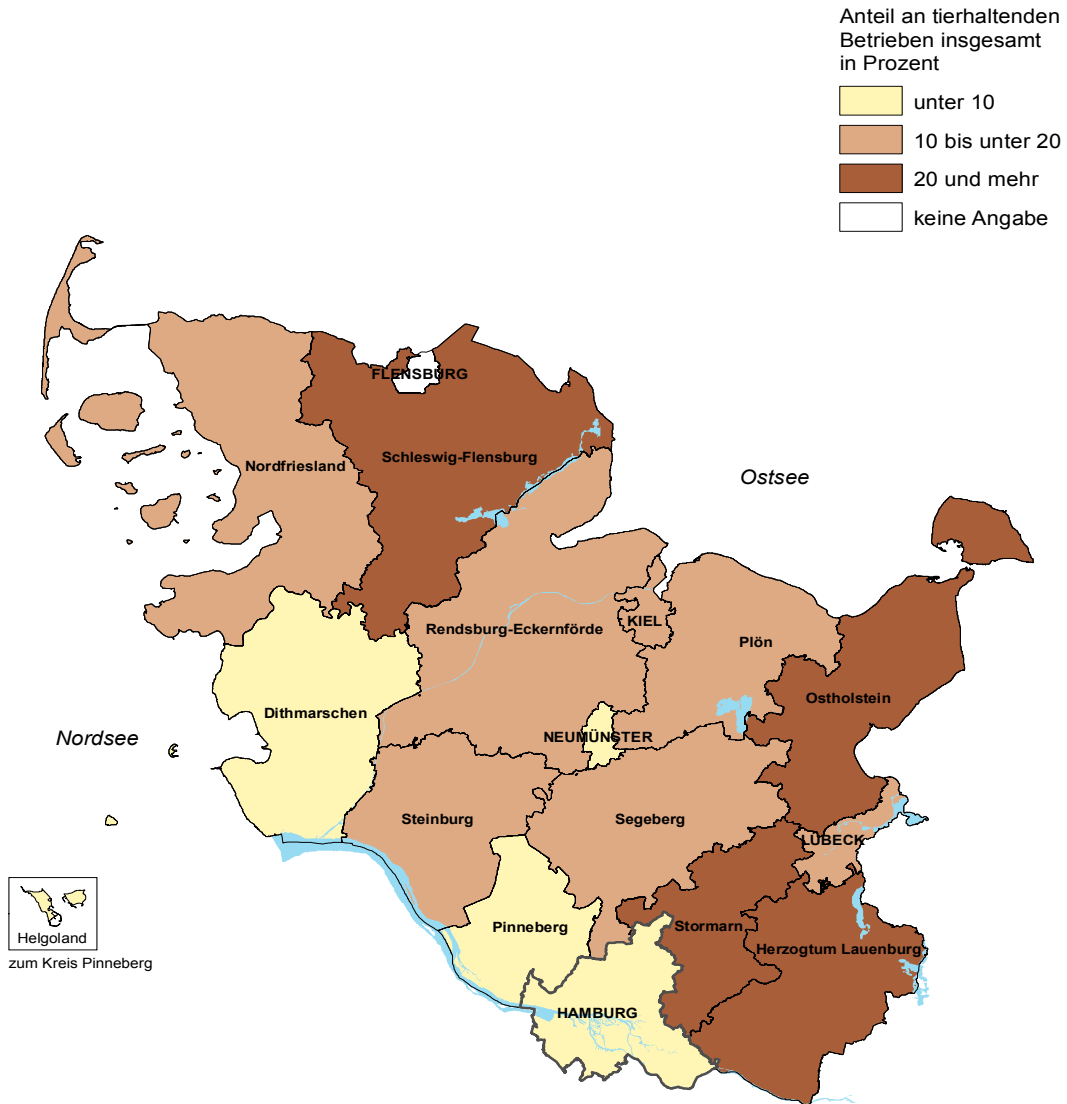 Anteil an tierhaltenden
Betrieben insgesamt
in Prozent
unter 10
10 bis unter 20
20 und mehr
keine Angabe
FLENSBURG
Nordfriesland
Schleswig-Flensburg
Ostsee
Rendsburg-Eckernförde
KIEL
Plön
Ostholstein
Dithmarschen
Nordsee
NEUMÜNSTER
Steinburg
Segeberg
LÜBECK
Helgoland
zum Kreis Pinneberg
Pinneberg
Stormarn
Herzogtum Lauenburg
HAMBURG